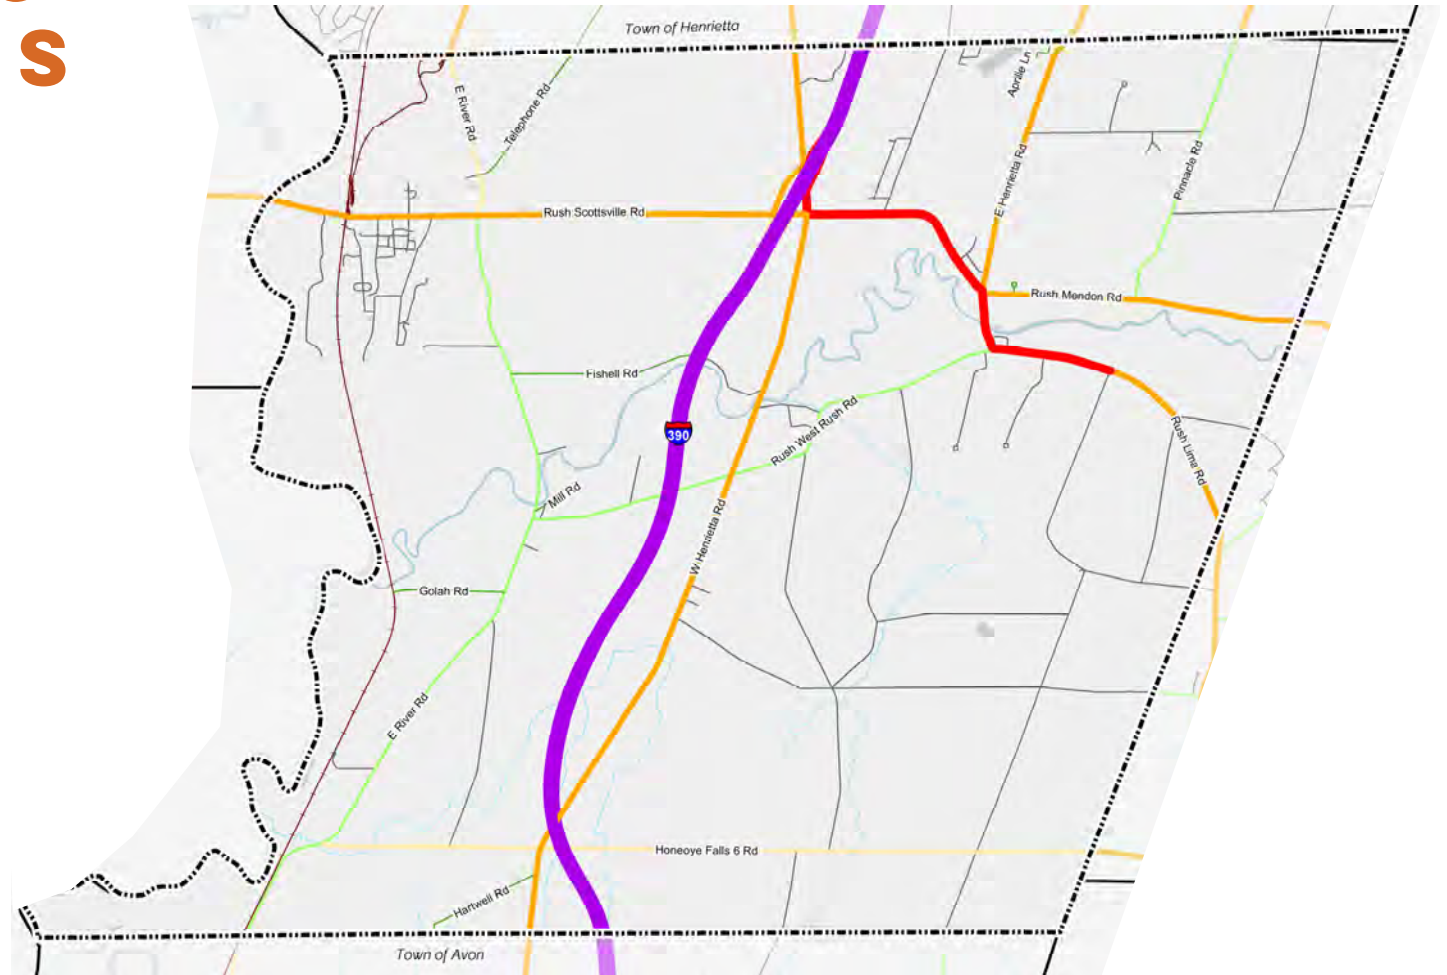 S
Town of Henrietta
E River Rd
Telephone Rd
Aprille Ln
E Henrietta Rd
Pinnacle Rd
Rush Scottsville Rd
Rush Mendon Rd
Fishell Rd
390
Rush West Rush Rd
Rush Lima Rd
Mill Rd
W Henrietta Rd
Golah Rd
E River Rd
Honeoye Falls 6 Rd
Hartwell Rd
Town of Avon